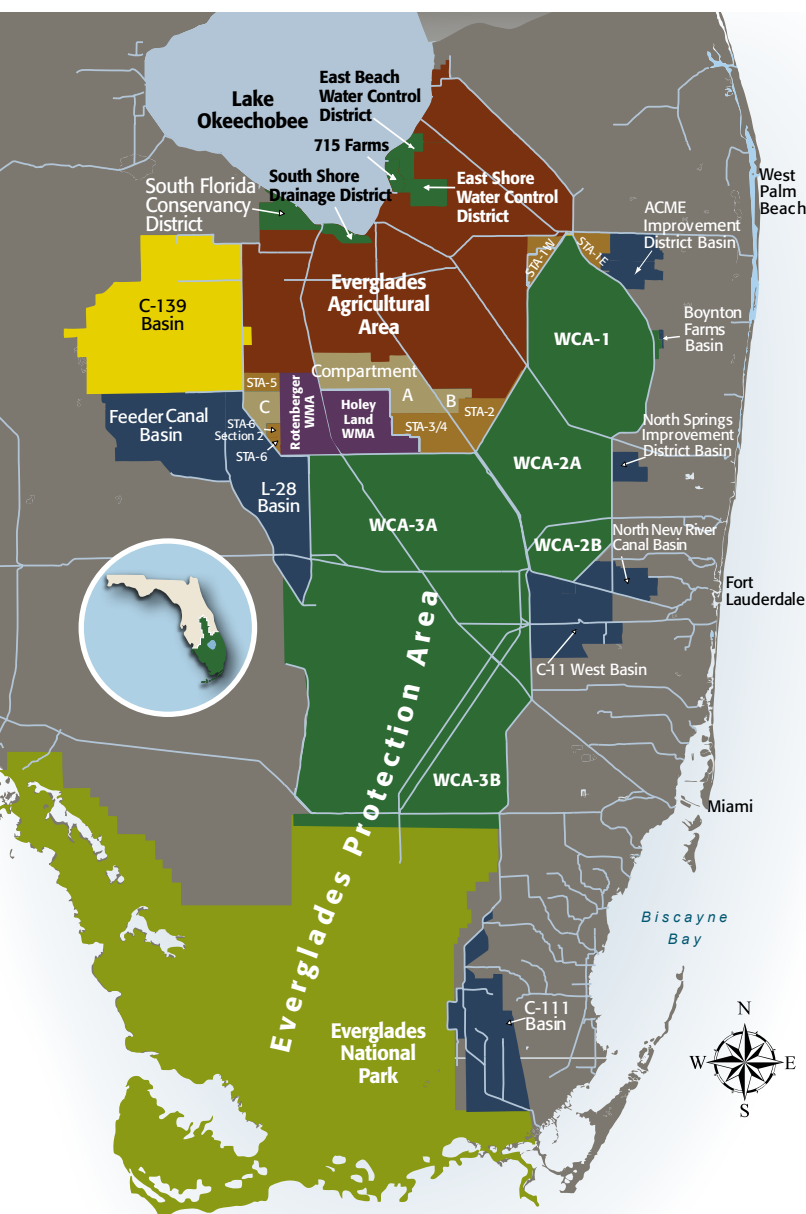 Lake
Okeechobee
East Beach
Water Control
District
715 Farms
South Shore
Drainage District
South Florida
Conservancy
District
East Shore
Water Control
District
West
Palm
Beach
ACME
Improvement
District Basin
STA-1W
STA-1E
C-139
Basin
Everglades
Agricultural
Area
WCA-1
Boynton
Farms
Basin
Compartment
A
B
C
STA-5
Rotenberger
WMA
Holey
Land
WMA
STA-2
STA-3/4
STA-6
Section 2
STA-6
Feeder Canal
Basin
L-28
Basin
North Springs
Improvement
District Basin
WCA-2A
WCA-3A
WCA-2B
North New River
Canal Basin
Fort
Lauderdale
C-11 West Basin
WCA-3B
Everglades Protection Area
Miami
Biscayne
Bay
C-111
Basin
Everglades
National
Park
N
W
E
S